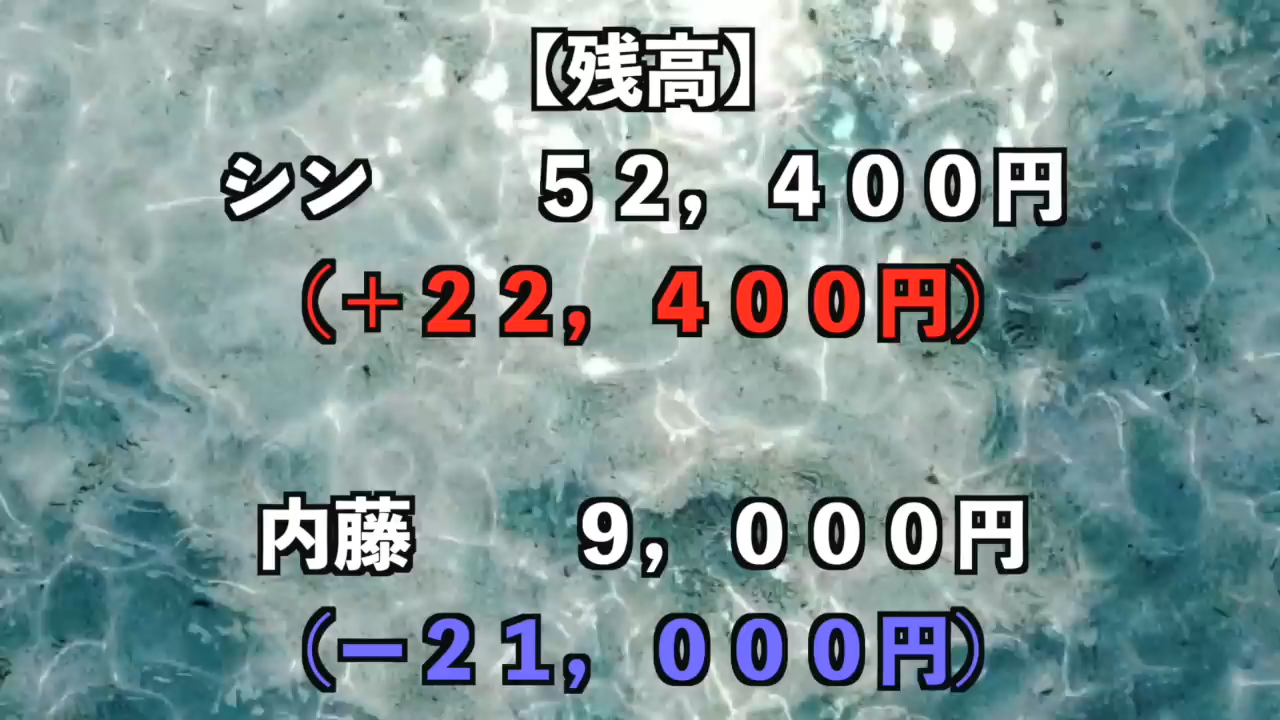 【残高】
シン　　５２，４００円
（＋２２，４００円）
内藤　　９，０００円
（－２１，０００円）